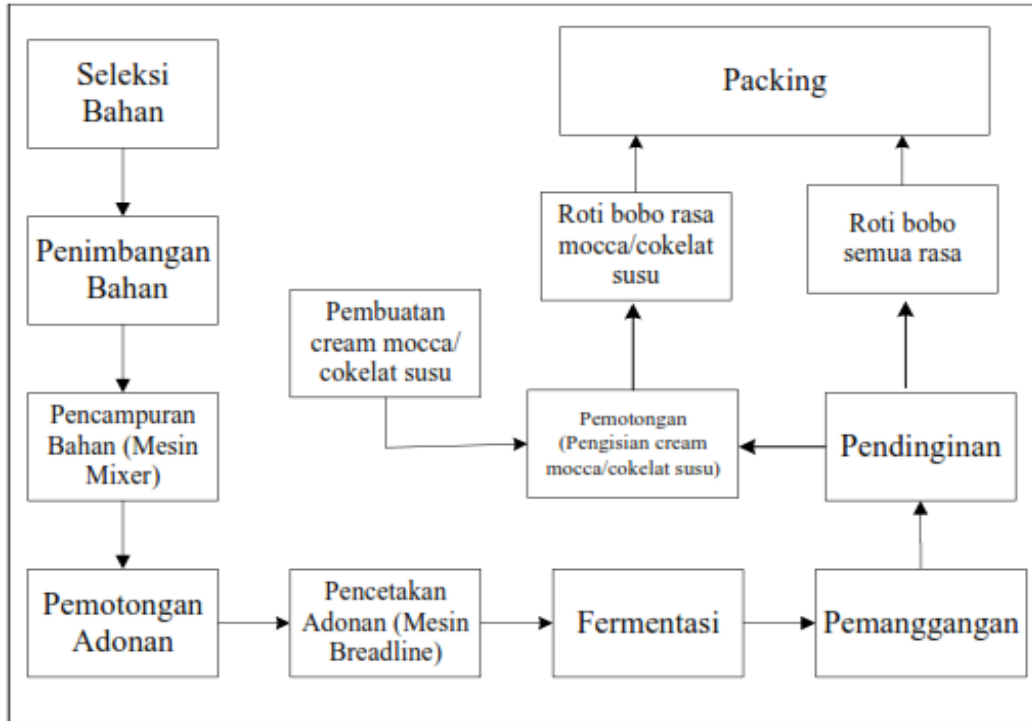 Seleksi
Bahan
Packing
Penimbangan
Bahan
Roti bobo rasa
mocca/cokelat
susu
Roti bobo
semua rasa
Pembuatan
cream mocca/
cokelat susu
Pencampuran
Bahan (Mesin
Mixer)
Pemotongan
(Pengisian cream
mocca/cokelat susu)
Pendinginan
Pemotongan
Adonan
Pencetakan
Adonan (Mesin
Breadline)
Fermentasi
Pemanggangan